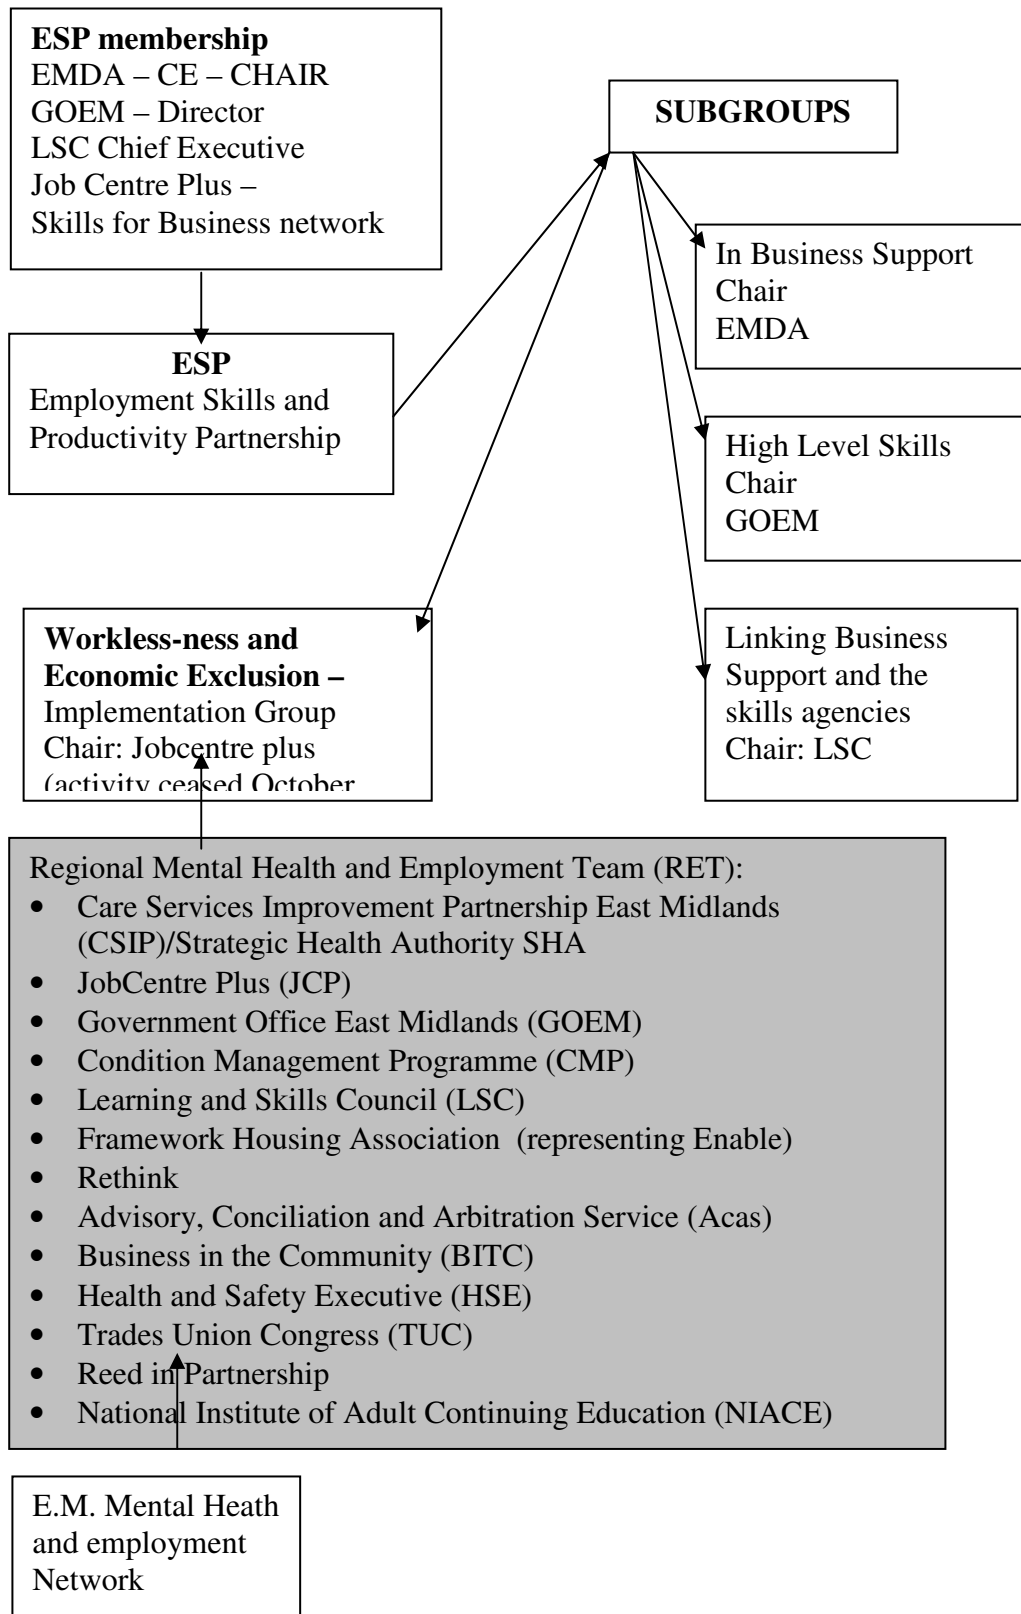 ESP membership
EMDA – CE – CHAIR
GOEM – Director
LSC Chief Executive
Job Centre Plus –
Skills for Business network
SUBGROUPS
In Business Support
Chair
EMDA
ESP
Employment Skills and
Productivity Partnership
High Level Skills
Chair
GOEM
Workless-ness and
Economic Exclusion –
Implementation Group
Chair: Jobcentre plus
(activity ceased October
Linking Business
Support and the
skills agencies
Chair: LSC
Regional Mental Health and Employment Team (RET):
• Care Services Improvement Partnership East Midlands
(CSIP)/Strategic Health Authority SHA
• JobCentre Plus (JCP)
• Government Office East Midlands (GOEM)
• Condition Management Programme (CMP)
• Learning and Skills Council (LSC)
• Framework Housing Association (representing Enable)
• Rethink
• Advisory, Conciliation and Arbitration Service (Acas)
• Business in the Community (BITC)
• Health and Safety Executive (HSE)
• Trades Union Congress (TUC)
• Reed in Partnership
• National Institute of Adult Continuing Education (NIACE)
E.M. Mental Heath
and employment
Network